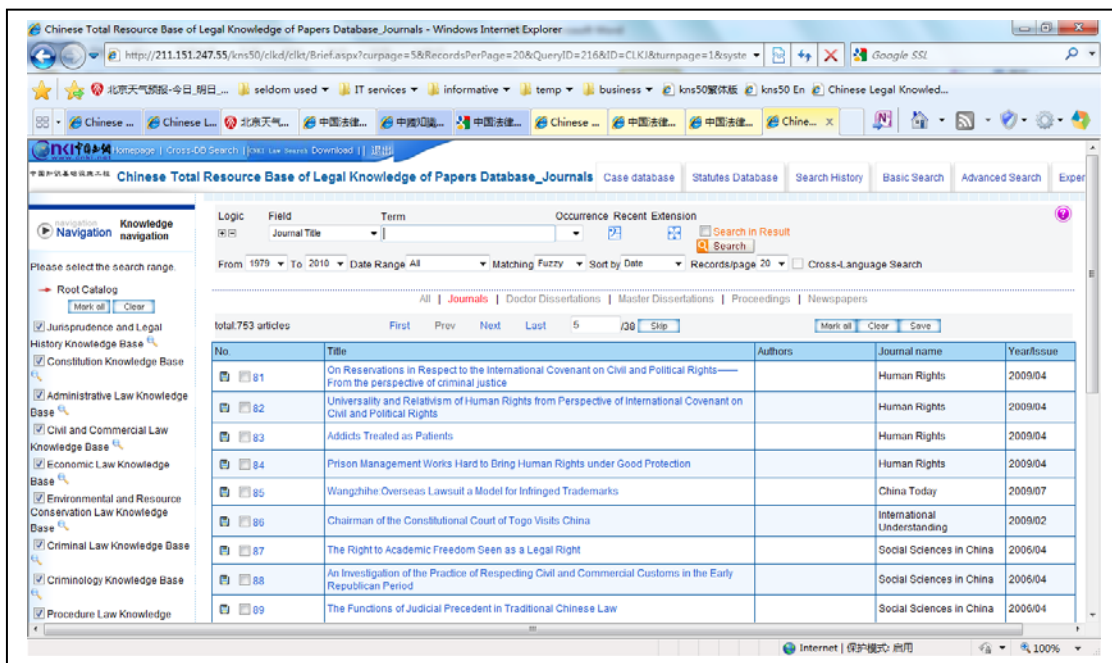 Chinese Total Resource Base of Legal Knowledge of Papers Database_Journals - Windows Internet Explorer
http://211.151.247.55/kns50/clkd/clkt/Brief.aspx?curpage=5&RecordsPerPage=20&QueryID=216&ID=CLKJ&turnpage=1&syste
Google SSL
北京天气预报-今日_明日_... seldom used IT services informative temp business kns50繁体版 kns50 En Chinese Legal Knowled...
Chinese ... Chinese L... 北京天气... 中国法律... 中國知識... 中国法律... Chinese ... 中国法律... 中国法律... Chine... x
Homepage | Cross-DB Search | CNKI Law Search Download | 退出
www.cnki.net
中国知识基础设施工程 Chinese Total Resource Base of Legal Knowledge of Papers Database_Journals Case database Statutes Database Search History Basic Search Advanced Search Exper
navigation
Navigation
Knowledge
navigation
Please select the search range.
Root Catalog
Mark all Clear
Jurisprudence and Legal
History Knowledge Base
Constitution Knowledge Base
Administrative Law Knowledge
Base
Civil and Commercial Law
Knowledge Base
Economic Law Knowledge
Base
Environmental and Resource
Conservation Law Knowledge
Base
Criminal Law Knowledge Base
Criminology Knowledge Base
Procedure Law Knowledge
Logic Field Term Occurrence Recent Extension
Journal Title
Search in Result
Search
From 1979 To 2010 Date Range All Matching Fuzzy Sort by Date Records/page 20 Cross-Language Search
All | Journals | Doctor Dissertations | Master Dissertations | Proceedings | Newspapers
total:753 articles First Prev Next Last 5 /38 Skip Mark all Clear Save
No. Title Authors Journal name Year/Issue
81 On Reservations in Respect to the International Covenant on Civil and Political Rights——
From the perspective of criminal justice Human Rights 2009/04
82 Universality and Relativism of Human Rights from Perspective of International Covenant on
Civil and Political Rights Human Rights 2009/04
83 Addicts Treated as Patients Human Rights 2009/04
84 Prison Management Works Hard to Bring Human Rights under Good Protection Human Rights 2009/04
85 Wangzhihe:Overseas Lawsuit a Model for Infringed Trademarks China Today 2009/07
86 Chairman of the Constitutional Court of Togo Visits China International
Understanding 2009/02
87 The Right to Academic Freedom Seen as a Legal Right Social Sciences in China 2006/04
88 An Investigation of the Practice of Respecting Civil and Commercial Customs in the Early
Republican Period Social Sciences in China 2006/04
89 The Functions of Judicial Precedent in Traditional Chinese Law Social Sciences in China 2006/04
Internet | 保护模式: 启用 100%